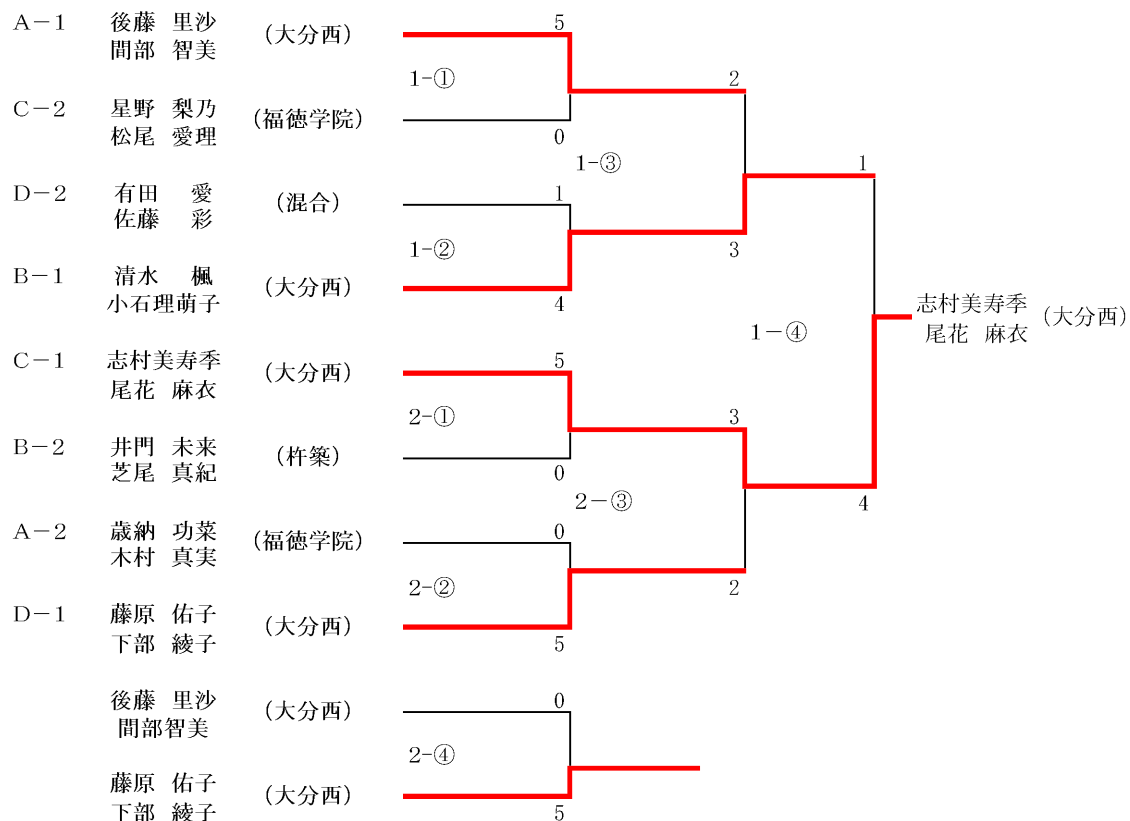 A－1 後藤 里沙 (大分西) 5
間部 智美
1-① 2
C－2 星野 梨乃 (福徳学院)
松尾 愛理 0
1-③ 1
D－2 有田 愛 (混合) 1
佐藤 彩
1-② 3
B－1 清水 楓 (大分西)
小石理萌子 4
志村美寿季 (大分西)
尾花 麻衣
1－④
C－1 志村美寿季 (大分西) 5
尾花 麻衣
2-① 3
B－2 井門 未来 (杵築)
芝尾 真紀 0
2－③ 4
A－2 歳納 功菜 (福徳学院) 0
木村 真実
2-② 2
D－1 藤原 佑子 (大分西)
下部 綾子 5
後藤 里沙 (大分西) 0
間部智美
2-④
藤原 佑子 (大分西)
下部 綾子 5